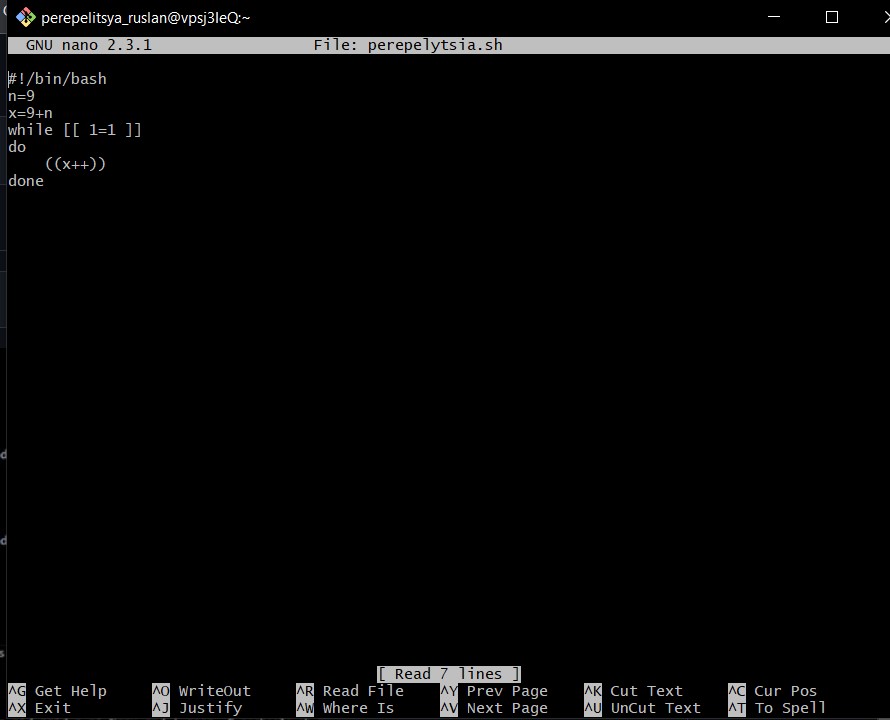 perepelitsya_ruslan@vpsj3IeQ:~
GNU nano 2.3.1 File: perepelytsia.sh
#!/bin/bash
n=9
x=9+n
while [[ 1=1 ]]
do
    ((x++))
done
[ Read 7 lines ]
^G Get Help ^O WriteOut ^R Read File ^Y Prev Page ^K Cut Text ^C Cur Pos
^X Exit ^J Justify ^W Where Is ^V Next Page ^U UnCut Text ^T To Spell